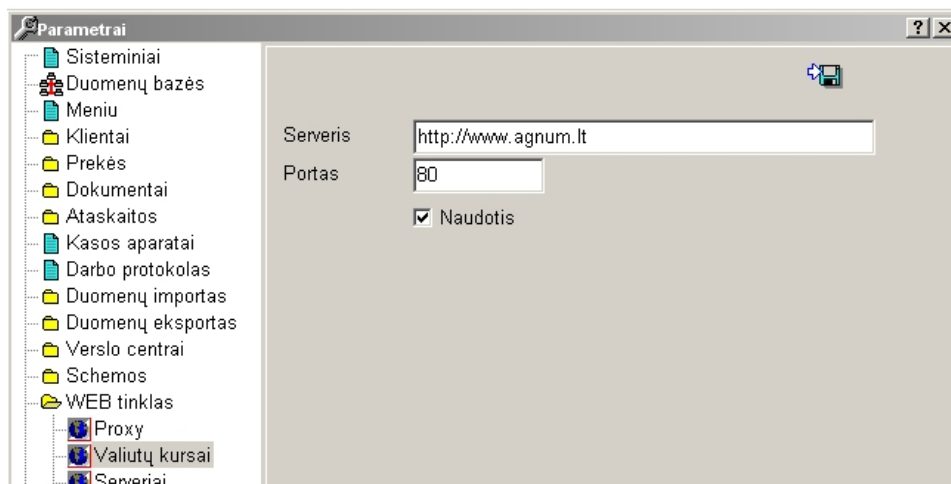 Parametrai
Sisteminiai
Duomenų bazės
Meniu
Klientai
Prekės
Dokumentai
Ataskaitos
Kasos aparatai
Darbo protokolas
Duomenų importas
Duomenų eksportas
Verslo centrai
Schemos
WEB tinklas
Proxy
Valiutų kursai
Serveriai
Serveris
http://www.agnum.lt
Portas
80
Naudotis